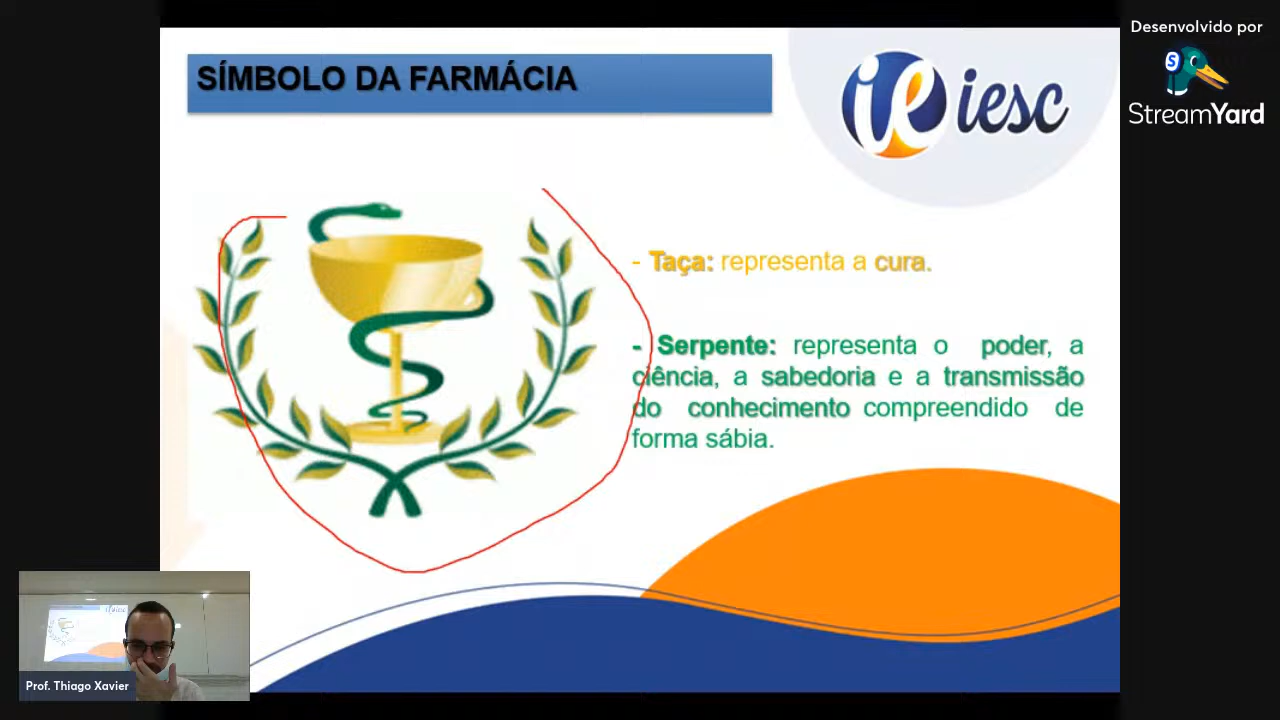 Desenvolvido por
StreamYard
SÍMBOLO DA FARMÁCIA
iesc
- Taça: representa a cura.
- Serpente: representa o poder, a
ciência, a sabedoria e a transmissão
do conhecimento compreendido de
forma sábia.
Prof. Thiago Xavier